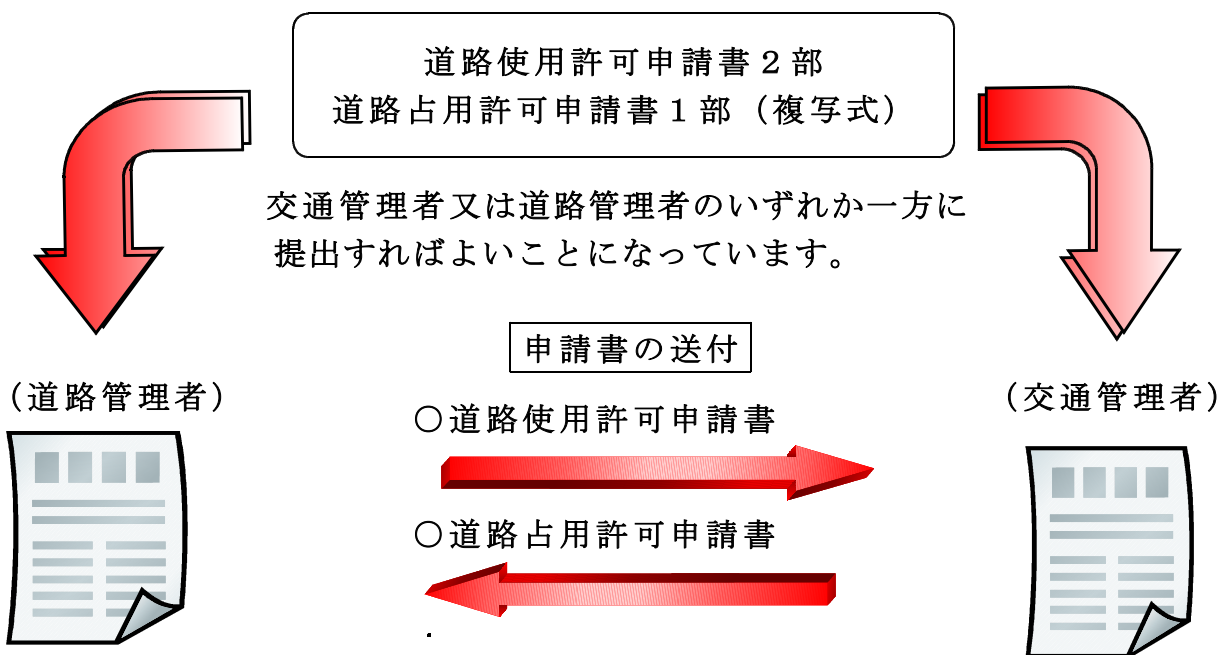 道路使用許可申請書２部
道路占用許可申請書１部（複写式）
交通管理者又は道路管理者のいずれか一方に
提出すればよいことになっています。
申請書の送付
（道路管理者）
（交通管理者）
○道路使用許可申請書
○道路占用許可申請書